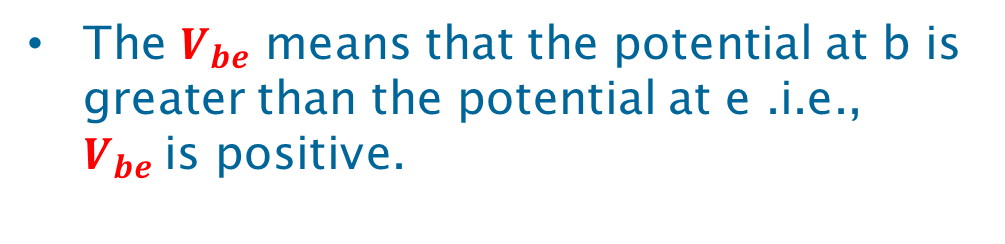 • The V_be means that the potential at b is
greater than the potential at e .i.e.,
V_be is positive.